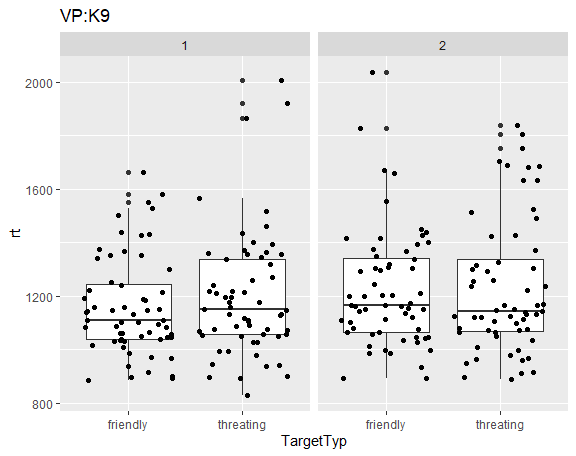 VP:K9
1 2
2000
1600
1200
800
rt
friendly threating friendly threating
TargetTyp